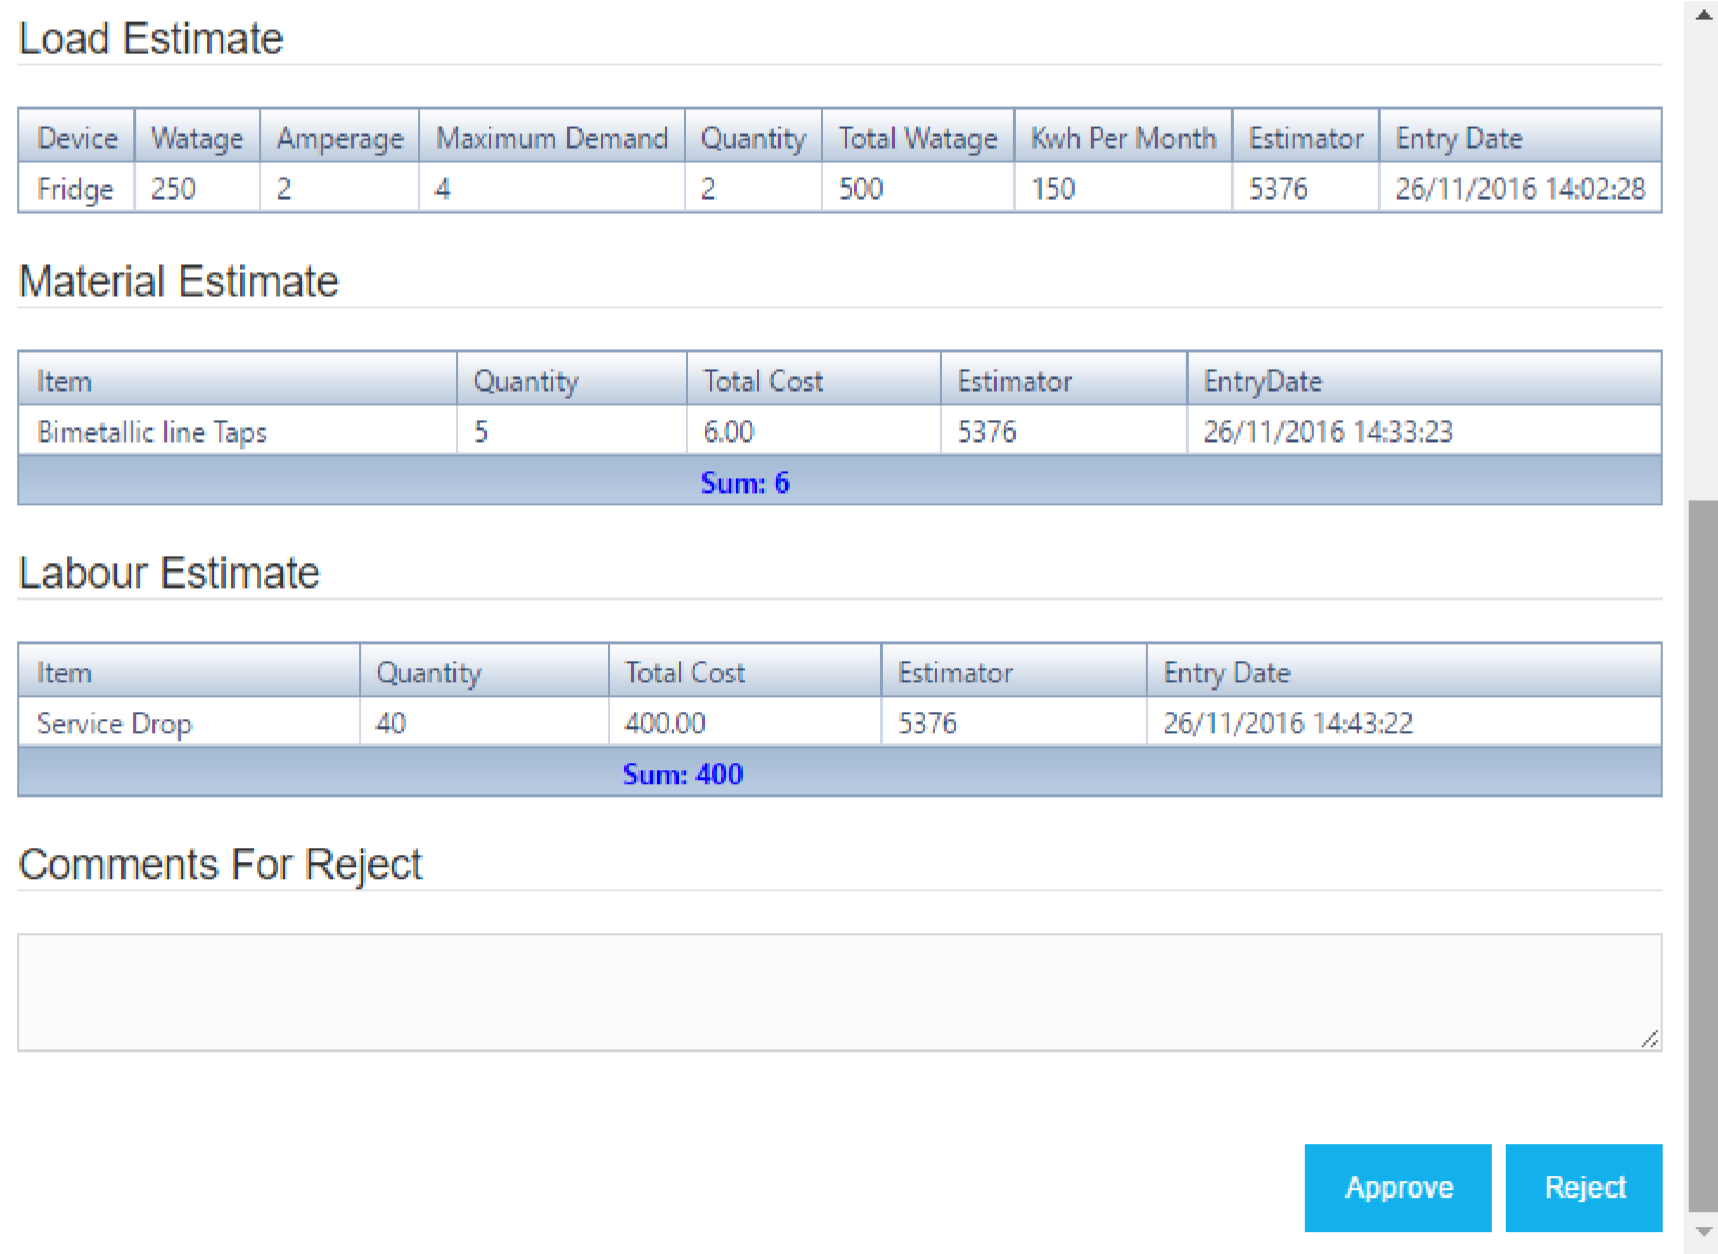 Load Estimate
Device Watage Amperage Maximum Demand Quantity Total Watage Kwh Per Month Estimator Entry Date
Fridge 250 2 4 2 500 150 5376 26/11/2016 14:02:28
Material Estimate
Item Quantity Total Cost Estimator EntryDate
Bimetallic line Taps 5 6.00 5376 26/11/2016 14:33:23
Sum: 6
Labour Estimate
Item Quantity Total Cost Estimator Entry Date
Service Drop 40 400.00 5376 26/11/2016 14:43:22
Sum: 400
Comments For Reject
Approve Reject